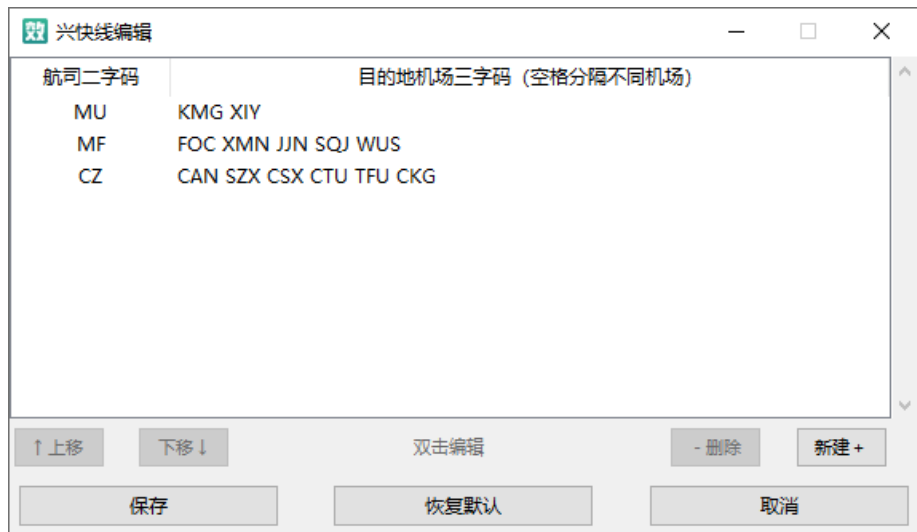 效 兴快线编辑
航司二字码 目的地机场三字码（空格分隔不同机场）
MU KMG XIY
MF FOC XMN JJN SQJ WUS
CZ CAN SZX CSX CTU TFU CKG
↑上移 下移↓ 双击编辑 - 删除 新建 +
保存 恢复默认 取消